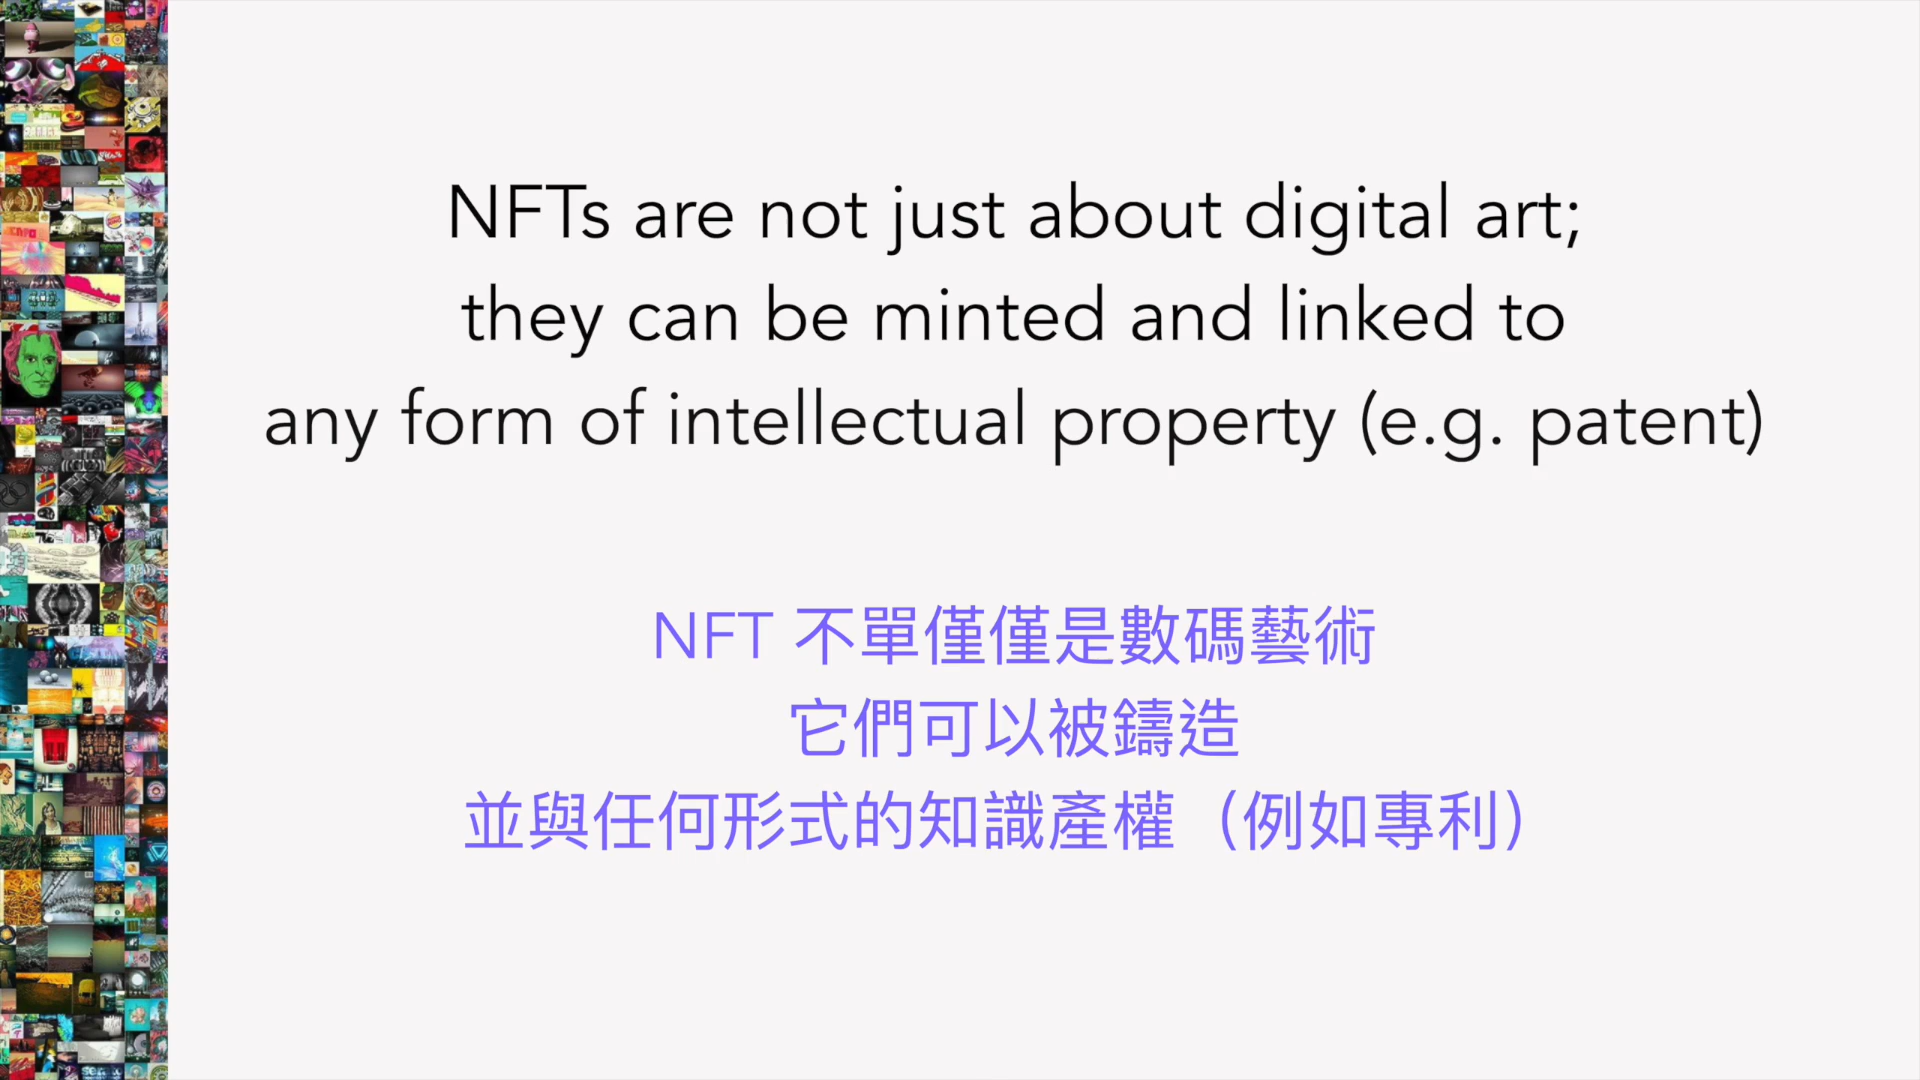 NFTs are not just about digital art;
they can be minted and linked to
any form of intellectual property (e.g. patent)
NFT 不單僅僅是數碼藝術
它們可以被鑄造
並與任何形式的知識產權（例如專利）